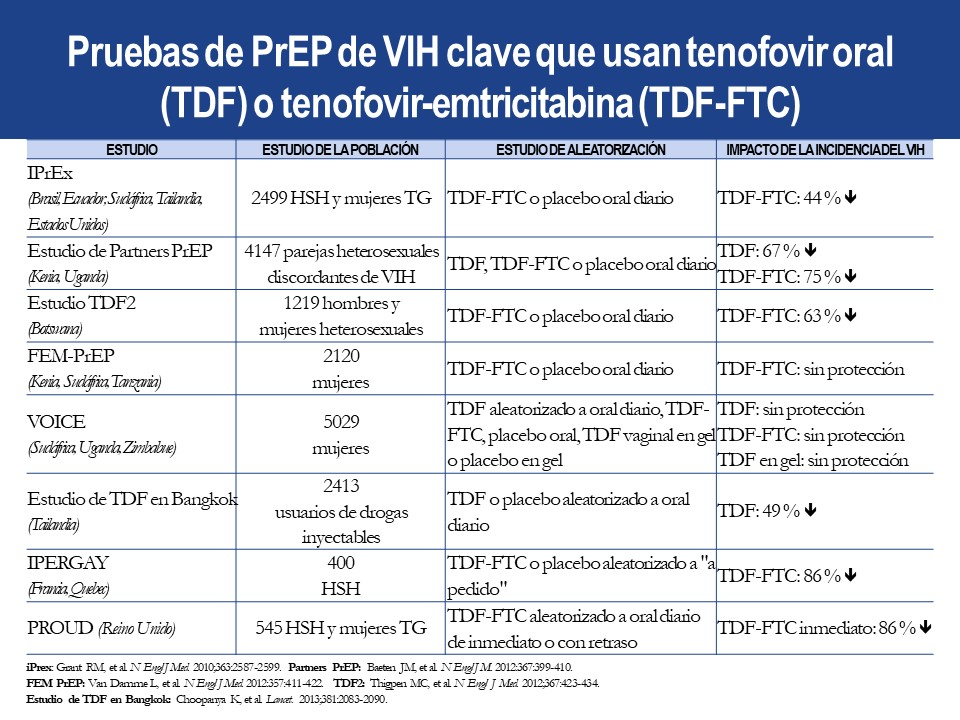 Pruebas de PrEP de VIH clave que usan tenofovir oral
(TDF) o tenofovir-emtricitabina (TDF-FTC)
ESTUDIO ESTUDIO DE LA POBLACIÓN ESTUDIO DE ALEATORIZACIÓN IMPACTO DE LA INCIDENCIA DEL VIH
IPrEx
(Brasil, Ecuador, Sudáfrica, Tailandia,
Estados Unidos)
2499 HSH y mujeres TG
TDF-FTC o placebo oral diario
TDF-FTC: 44 % 🡻
Estudio de Partners PrEP
(Kenia, Uganda)
4147 parejas heterosexuales
discordantes de VIH
TDF, TDF-FTC o placebo oral diario
TDF: 67 % 🡻
TDF-FTC: 75 % 🡻
Estudio TDF2
(Botswana)
1219 hombres y
mujeres heterosexuales
TDF-FTC o placebo oral diario
TDF-FTC: 63 % 🡻
FEM-PrEP
(Kenia, Sudáfrica, Tanzania)
2120
mujeres
TDF-FTC o placebo oral diario
TDF-FTC: sin protección
VOICE
(Sudáfrica, Uganda, Zimbabue)
5029
mujeres
TDF aleatorizado a oral diario, TDF-
FTC, placebo oral, TDF vaginal en gel
o placebo en gel
TDF: sin protección
TDF-FTC: sin protección
TDF en gel: sin protección
Estudio de TDF en Bangkok
(Tailandia)
2413
usuarios de drogas
inyectables
TDF o placebo aleatorizado a oral
diario
TDF: 49 % 🡻
IPERGAY
(Francia, Quebec)
400
HSH
TDF-FTC o placebo aleatorizado a "a
pedido"
TDF-FTC: 86 % 🡻
PROUD (Reino Unido)
545 HSH y mujeres TG
TDF-FTC aleatorizado a oral diario
de inmediato o con retraso
TDF-FTC inmediato: 86 % 🡻
iPrex: Grant RM, et al. N Engl J Med. 2010;363:2587-2599. Partners PrEP: Baeten JM, et al. N Engl J M. 2012:367:399-410.
FEM PrEP: Van Damme L, et al. N Engl J Med. 2012:357:411-422. TDF2: Thigpen MC, et al. N Engl J Med. 2012;367:423-434.
Estudio de TDF en Bangkok: Choopanya K, et al. Lancet. 2013;381:2083-2090.